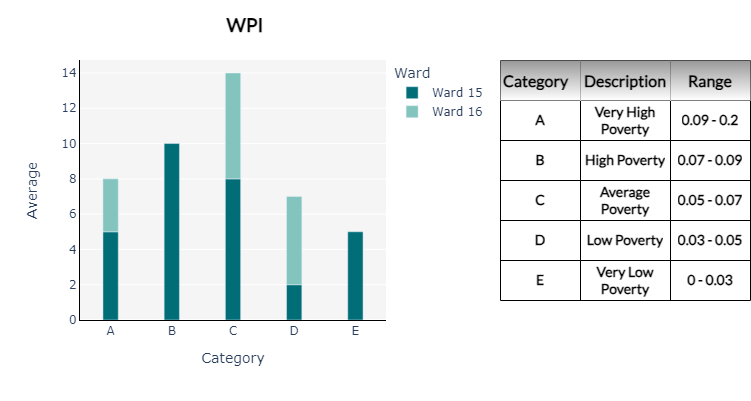 WPI
14
12
10
8
6
4
2
0
Average
A B C D E
Category
Ward
Ward 15
Ward 16
Category Description Range
A Very High Poverty 0.09 - 0.2
B High Poverty 0.07 - 0.09
C Average Poverty 0.05 - 0.07
D Low Poverty 0.03 - 0.05
E Very Low Poverty 0 - 0.03